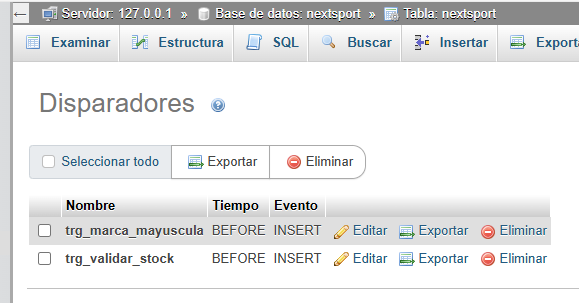 ← Servidor: 127.0.0.1 » Base de datos: nextsport » Tabla: nextsport
Examinar Estructura SQL Buscar Insertar Exporta
Disparadores
Seleccionar todo Exportar Eliminar
Nombre Tiempo Evento
trg_marca_mayuscula BEFORE INSERT Editar Exportar Eliminar
trg_validar_stock BEFORE INSERT Editar Exportar Eliminar